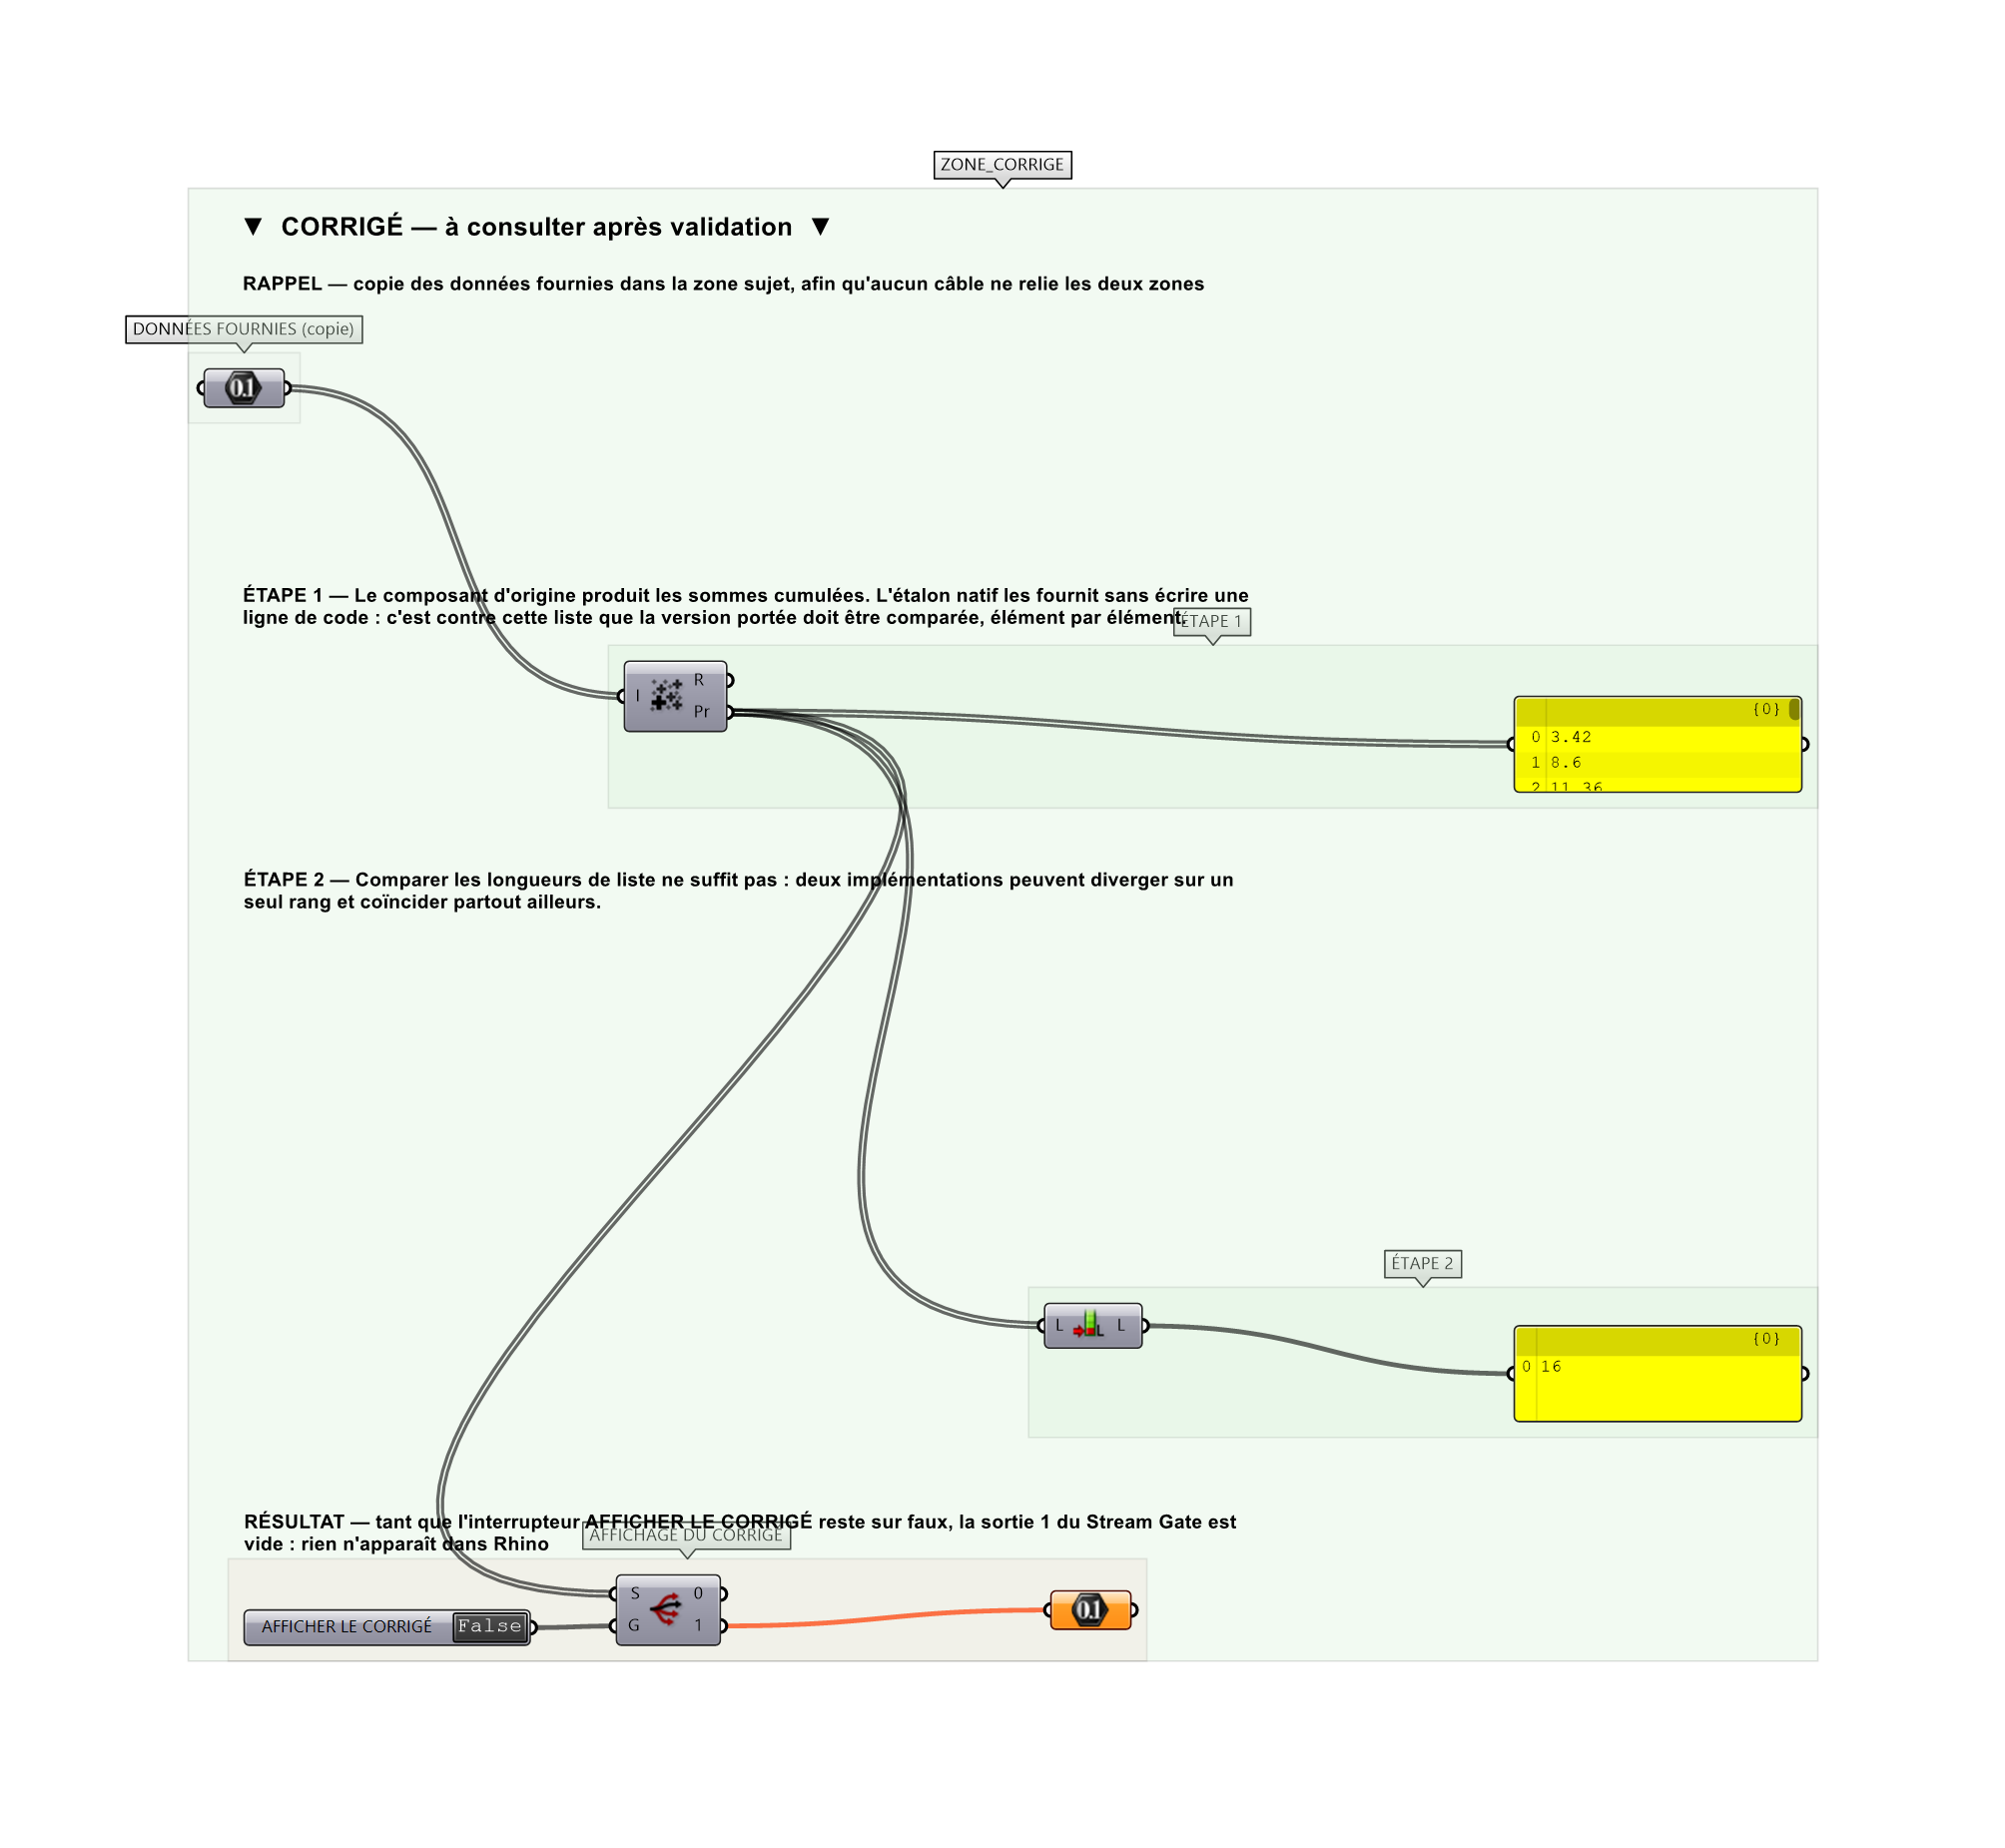 ZONE_CORRIGE
▼ CORRIGÉ — à consulter après validation ▼
RAPPEL — copie des données fournies dans la zone sujet, afin qu'aucun câble ne relie les deux zones
DONNÉES FOURNIES (copie)
0.1
ÉTAPE 1 — Le composant d'origine produit les sommes cumulées. L'étalon natif les fournit sans écrire une
ligne de code : c'est contre cette liste que la version portée doit être comparée, élément par élément.
ÉTAPE 1
I
R
Pr
{0}
0 3.42
1 8.6
2 11.36
ÉTAPE 2 — Comparer les longueurs de liste ne suffit pas : deux implémentations peuvent diverger sur un
seul rang et coïncider partout ailleurs.
ÉTAPE 2
L L L
{0}
0 16
RÉSULTAT — tant que l'interrupteur AFFICHER LE CORRIGÉ reste sur faux, la sortie 1 du Stream Gate est
vide : rien n'apparaît dans Rhino
AFFICHAGE DU CORRIGÉ
S 0
G 1
AFFICHER LE CORRIGÉ False
0.1